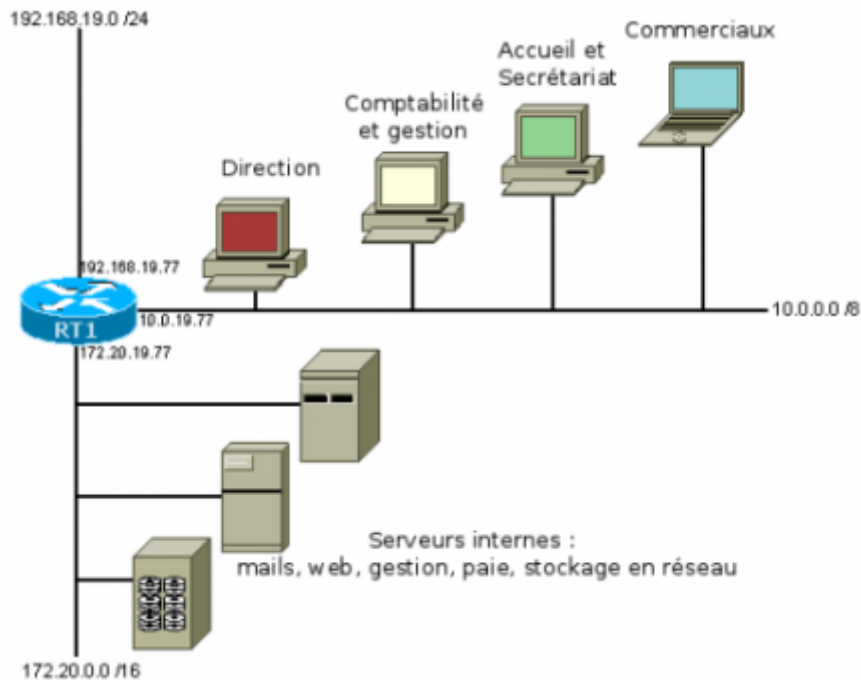 192.168.19.0 /24
Commerciaux
Accueil et
Secrétariat
Comptabilité
et gestion
Direction
192.168.19.77
RT1
10.0.19.77
10.0.0.0 /8
172.20.19.77
Serveurs internes :
mails, web, gestion, paie, stockage en réseau
172.20.0.0 /16